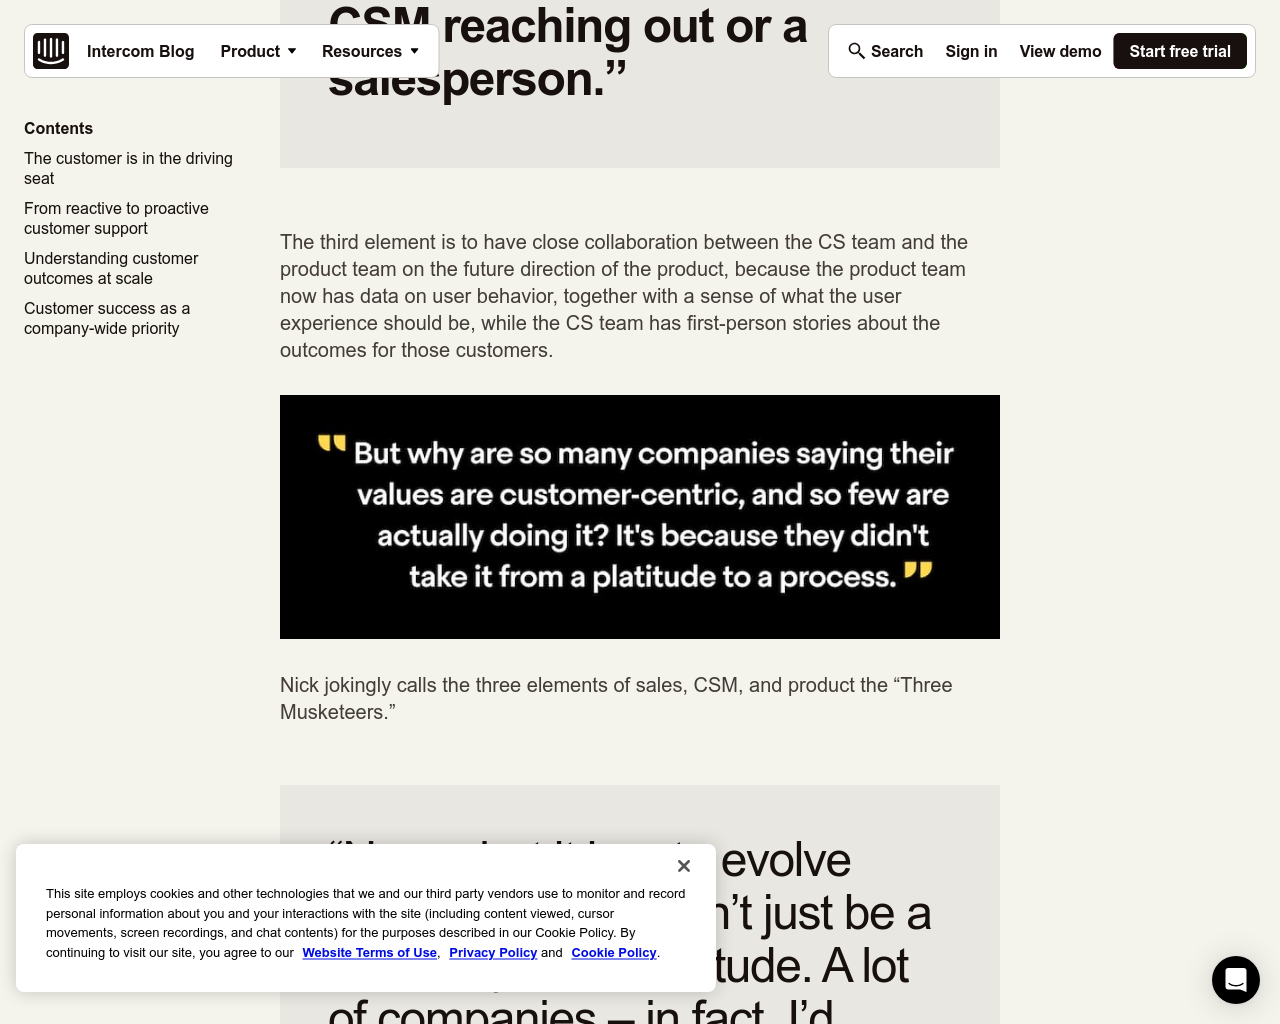 CSM reaching out or a
salesperson.”
Intercom Blog
Product
Resources
Search
Sign in
View demo
Start free trial
Contents
The customer is in the driving
seat
From reactive to proactive
customer support
Understanding customer
outcomes at scale
Customer success as a
company-wide priority
The third element is to have close collaboration between the CS team and the
product team on the future direction of the product, because the product team
now has data on user behavior, together with a sense of what the user
experience should be, while the CS team has first-person stories about the
outcomes for those customers.
" But why are so many companies saying their
values are customer-centric, and so few are
actually doing it? It's because they didn't
take it from a platitude to a process. "
Nick jokingly calls the three elements of sales, CSM, and product the “Three
Musketeers.”
evolve
n’t just be a
tude. A lot
of companies – in fact, I’d
This site employs cookies and other technologies that we and our third party vendors use to monitor and record
personal information about you and your interactions with the site (including content viewed, cursor
movements, screen recordings, and chat contents) for the purposes described in our Cookie Policy. By
continuing to visit our site, you agree to our Website Terms of Use, Privacy Policy and Cookie Policy.